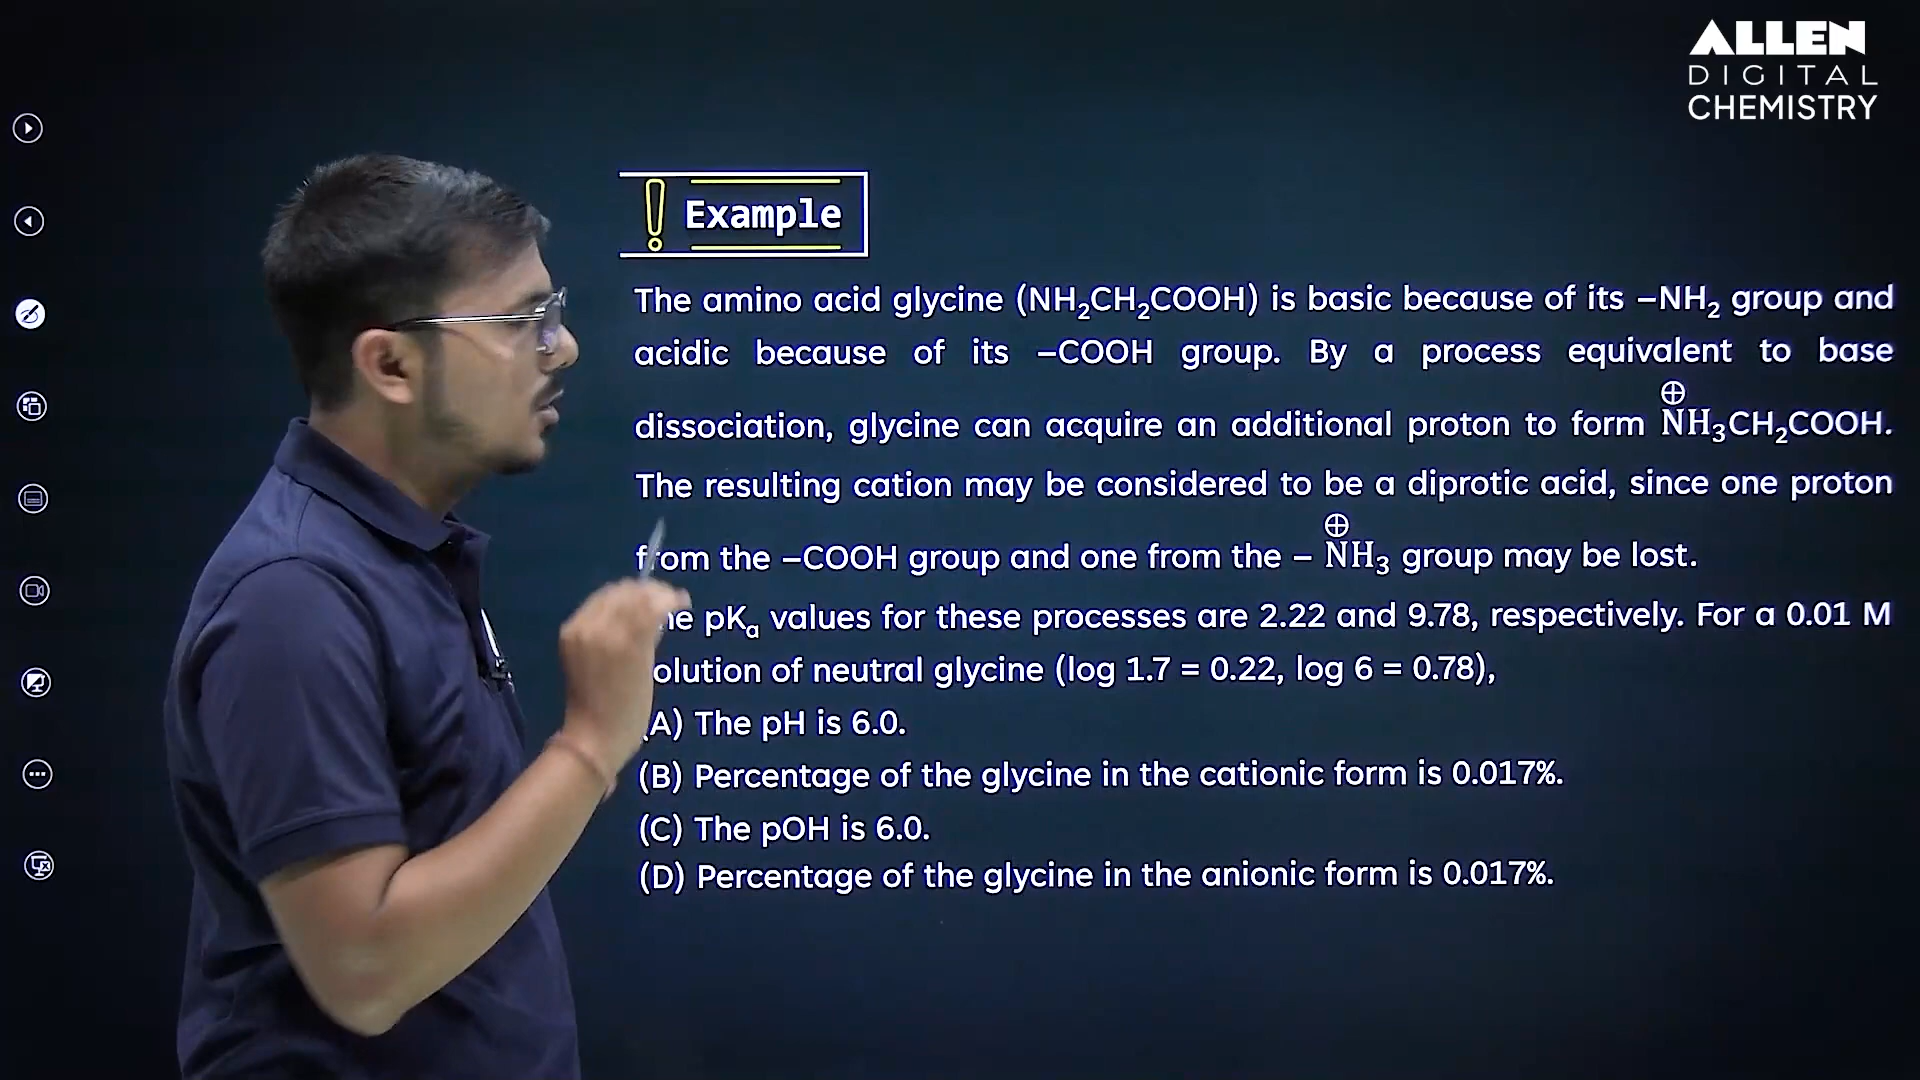 ALLEN
DIGITAL
CHEMISTRY
Example
The amino acid glycine (NH₂CH₂COOH) is basic because of its –NH₂ group and
acidic because of its –COOH group. By a process equivalent to base
dissociation, glycine can acquire an additional proton to form N⊕H₃CH₂COOH.
The resulting cation may be considered to be a diprotic acid, since one proton
from the –COOH group and one from the – N⊕H₃ group may be lost.
pKₐ values for these processes are 2.22 and 9.78, respectively. For a 0.01 M
of neutral glycine (log 1.7 = 0.22, log 6 = 0.78),
(A) The pH is 6.0.
(B) Percentage of the glycine in the cationic form is 0.017%.
(C) The pOH is 6.0.
(D) Percentage of the glycine in the anionic form is 0.017%.